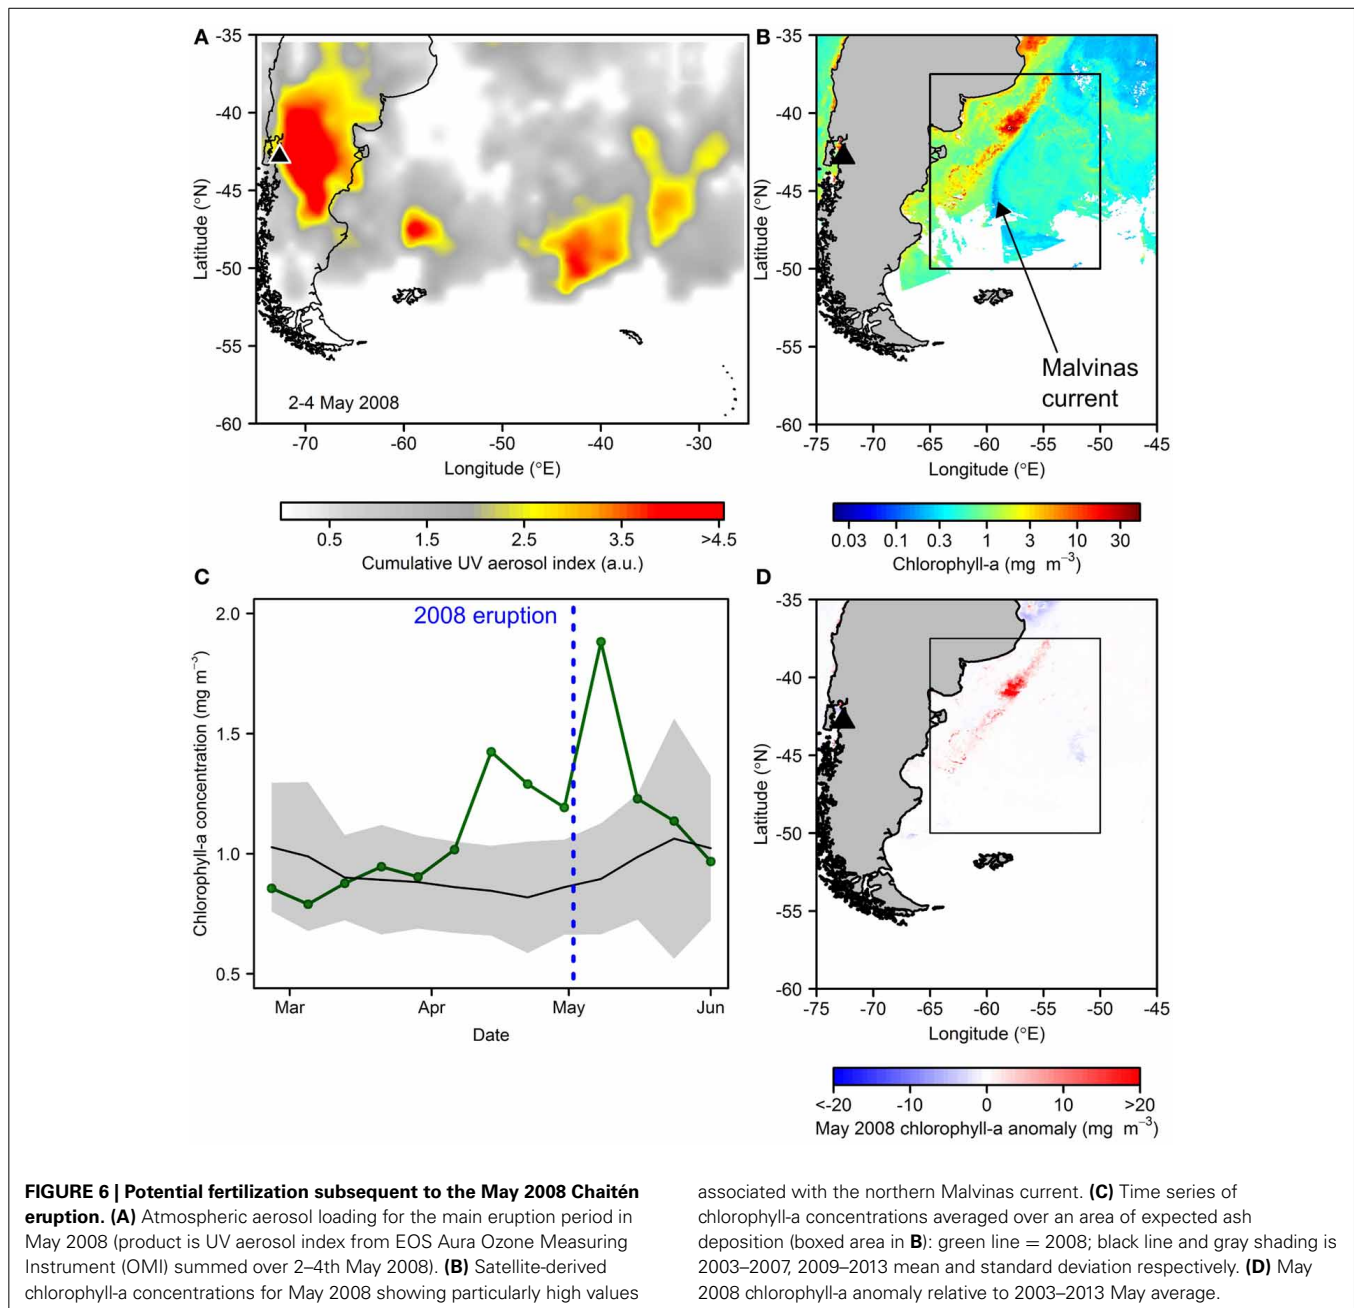 A
-35
-40
-45
-50
-55
-60
Latitude (°N)
2-4 May 2008
-70
-60
-50
-40
-30
Longitude (°E)
0.5
1.5
2.5
3.5
>4.5
Cumulative UV aerosol index (a.u.)
B
-35
-40
-45
-50
-55
-60
Latitude (°N)
Malvinas
current
-75
-70
-65
-60
-55
-50
-45
Longitude (°E)
0.03
0.1
0.3
1
3
10
30
Chlorophyll-a (mg m⁻³)
C
2.0
1.5
1.0
0.5
Chlorophyll-a concentration (mg m⁻³)
2008 eruption
Mar
Apr
May
Jun
Date
D
-35
-40
-45
-50
-55
-60
Latitude (°N)
-75
-70
-65
-60
-55
-50
-45
Longitude (°E)
<-20
-10
0
10
>20
May 2008 chlorophyll-a anomaly (mg m⁻³)
FIGURE 6 | Potential fertilization subsequent to the May 2008 Chaitén
eruption. (A) Atmospheric aerosol loading for the main eruption period in
May 2008 (product is UV aerosol index from EOS Aura Ozone Measuring
Instrument (OMI) summed over 2–4th May 2008). (B) Satellite-derived
chlorophyll-a concentrations for May 2008 showing particularly high values
associated with the northern Malvinas current. (C) Time series of
chlorophyll-a concentrations averaged over an area of expected ash
deposition (boxed area in B): green line = 2008; black line and gray shading is
2003–2007, 2009–2013 mean and standard deviation respectively. (D) May
2008 chlorophyll-a anomaly relative to 2003–2013 May average.